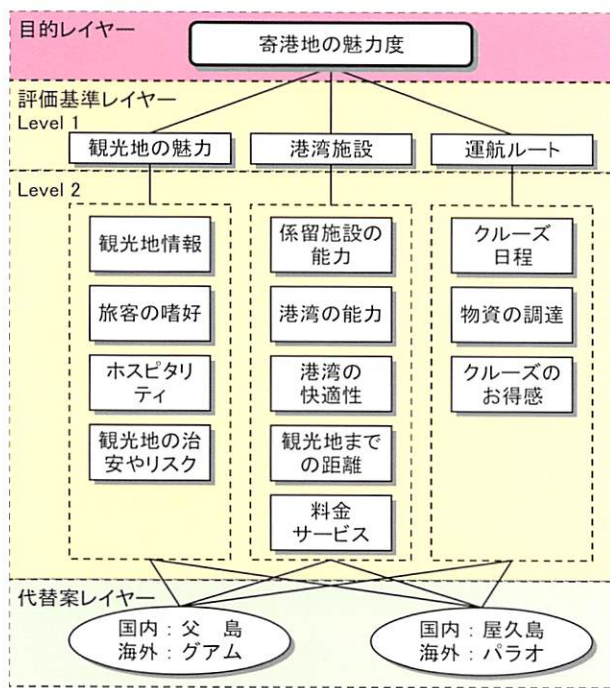 目的レイヤー
寄港地の魅力度
評価基準レイヤー
Level 1
観光地の魅力
港湾施設
運航ルート
Level 2
観光地情報
旅客の嗜好
ホスピタリ
ティ
観光地の治
安やリスク
係留施設の
能力
港湾の能力
港湾の
快適性
観光地まで
の距離
料金
サービス
クルーズ
日程
物資の調達
クルーズの
お得感
代替案レイヤー
国内：父　島
海外：グアム
国内：屋久島
海外：パラオ